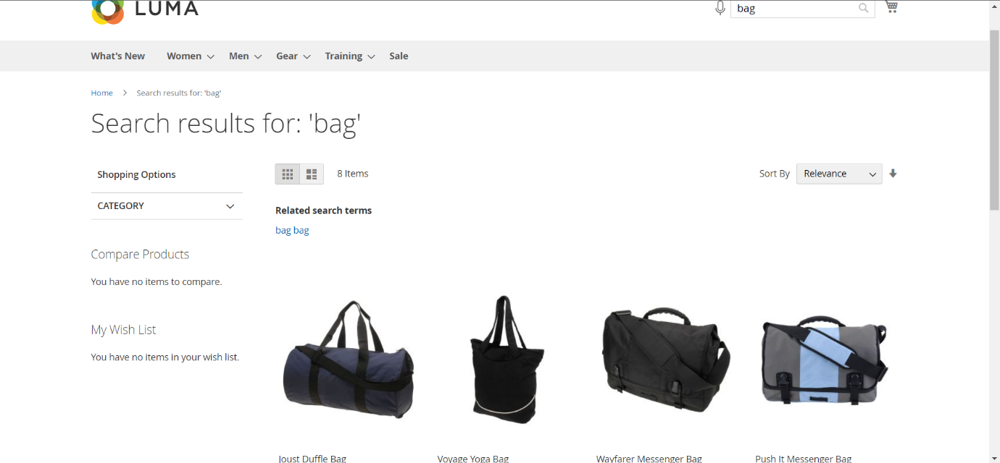 LUMA
bag
What's New Women Men Gear Training Sale
Home > Search results for: 'bag'
Search results for: 'bag'
Shopping Options
CATEGORY
Compare Products
You have no items to compare.
My Wish List
You have no items in your wish list.
8 Items
Sort By Relevance
Related search terms
bag bag
Joust Duffle Bag
Voyage Yoga Bag
Wayfarer Messenger Bag
Push It Messenger Bag